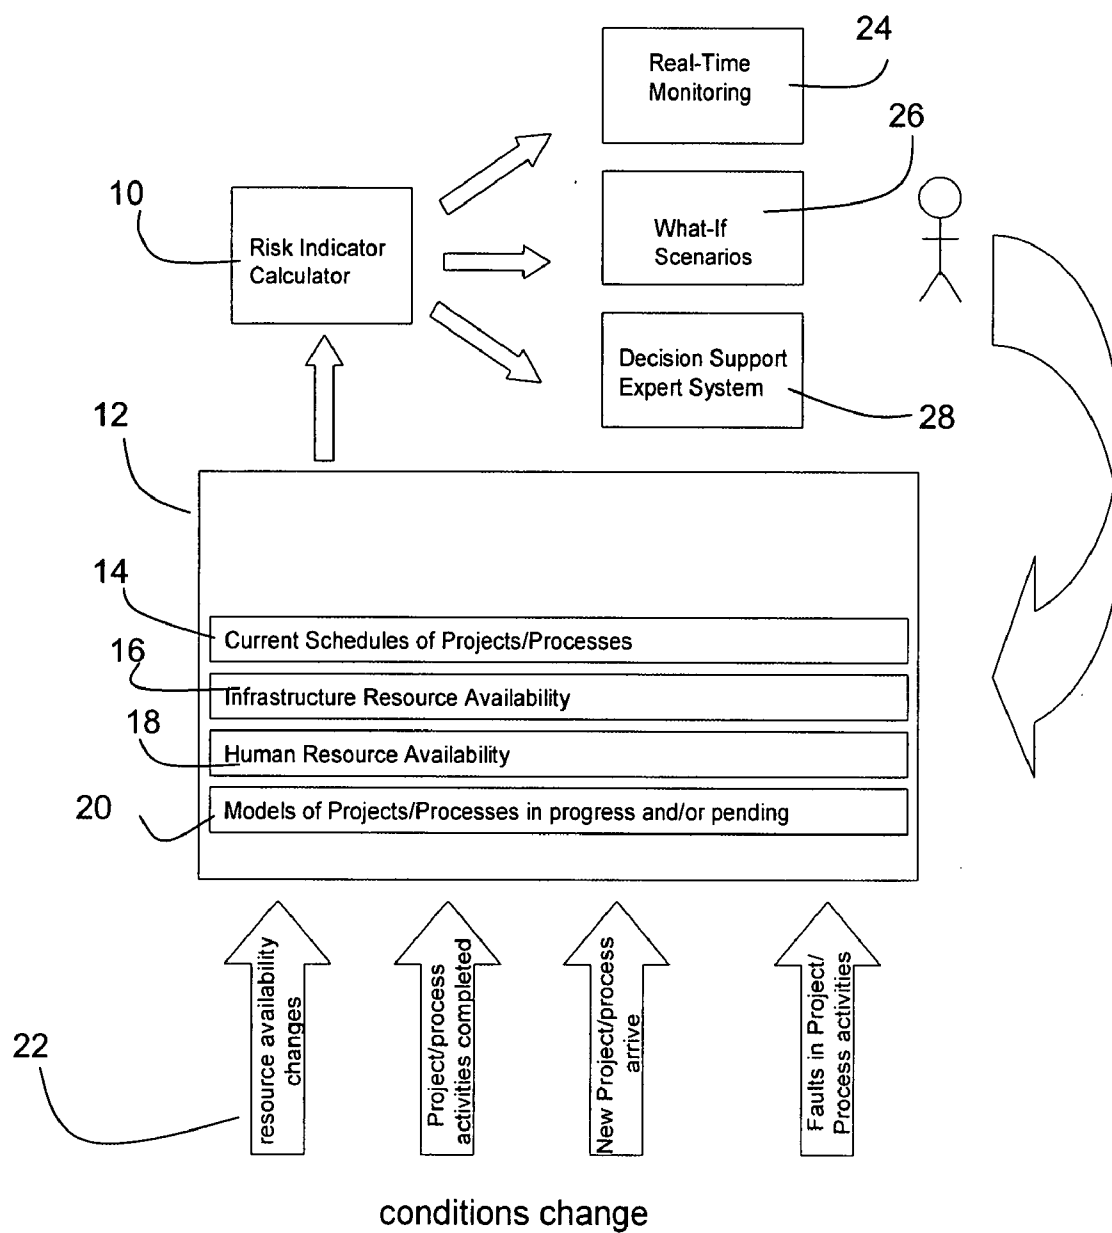 24
Real-Time
Monitoring
26
What-If
Scenarios
10
Risk Indicator
Calculator
Decision Support
Expert System
28
12
14
Current Schedules of Projects/Processes
16
Infrastructure Resource Availability
18
Human Resource Availability
20
Models of Projects/Processes in progress and/or pending
22
resource availability
changes
Project/process
activities completed
New Project/process
arrive
Faults in Project/
Process activities
conditions change